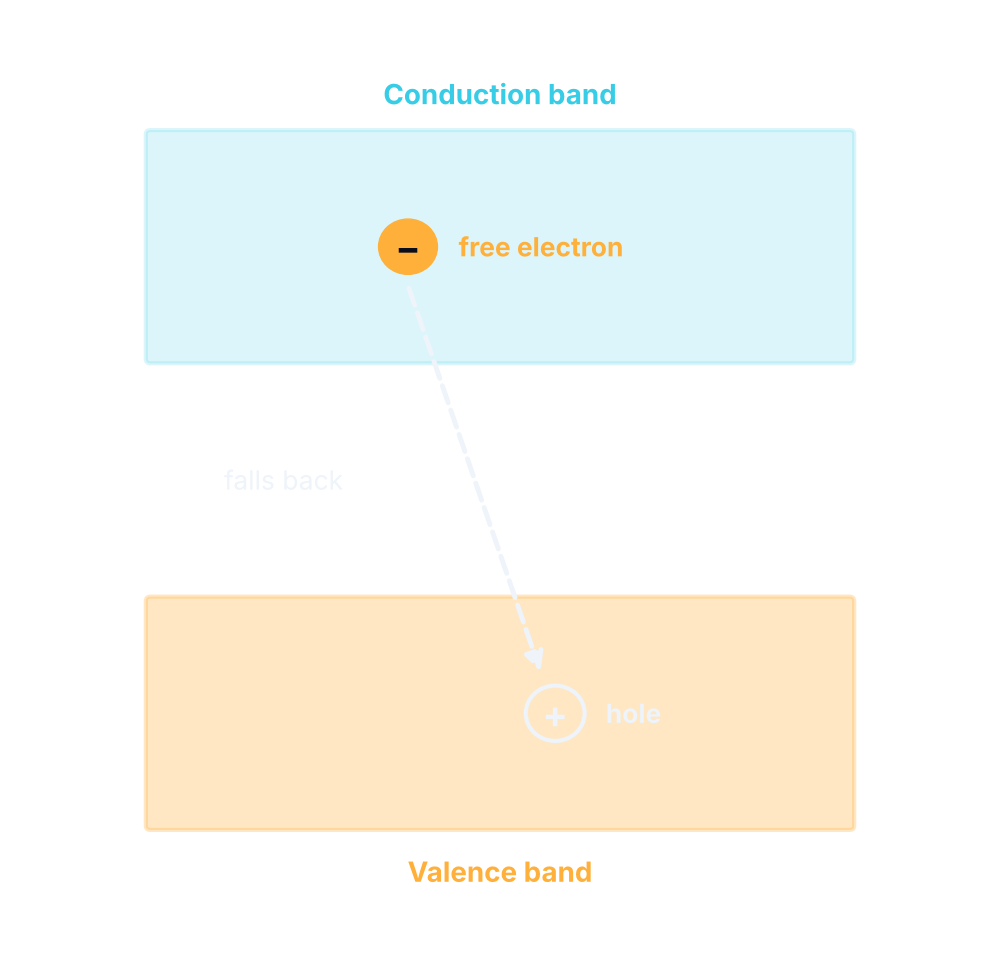 Conduction band
– free electron
falls back
+ hole
Valence band